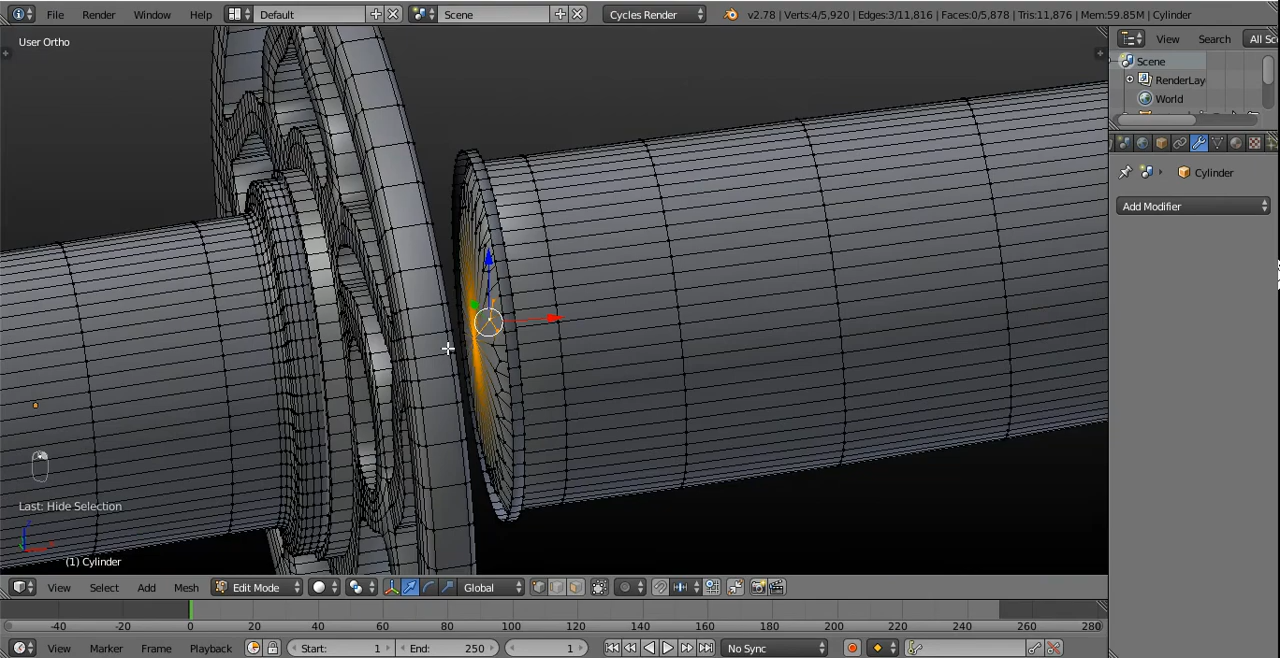 File Render Window Help Default Scene Cycles Render v2.78 | Verts:4/5,920 | Edges:3/11,816 | Faces:0/5,878 | Tris:11,876 | Mem:59.85M | Cylinder
User Ortho
View Search All Sc
Scene
RenderLay
World
Cylinder
Add Modifier
Last: Hide Selection
(1) Cylinder
View Select Add Mesh Edit Mode Global
-40 -20 0 20 40 60 80 100 120 140 160 180 200 220 240 260 280
View Marker Frame Playback Start: 1 End: 250 1 No Sync